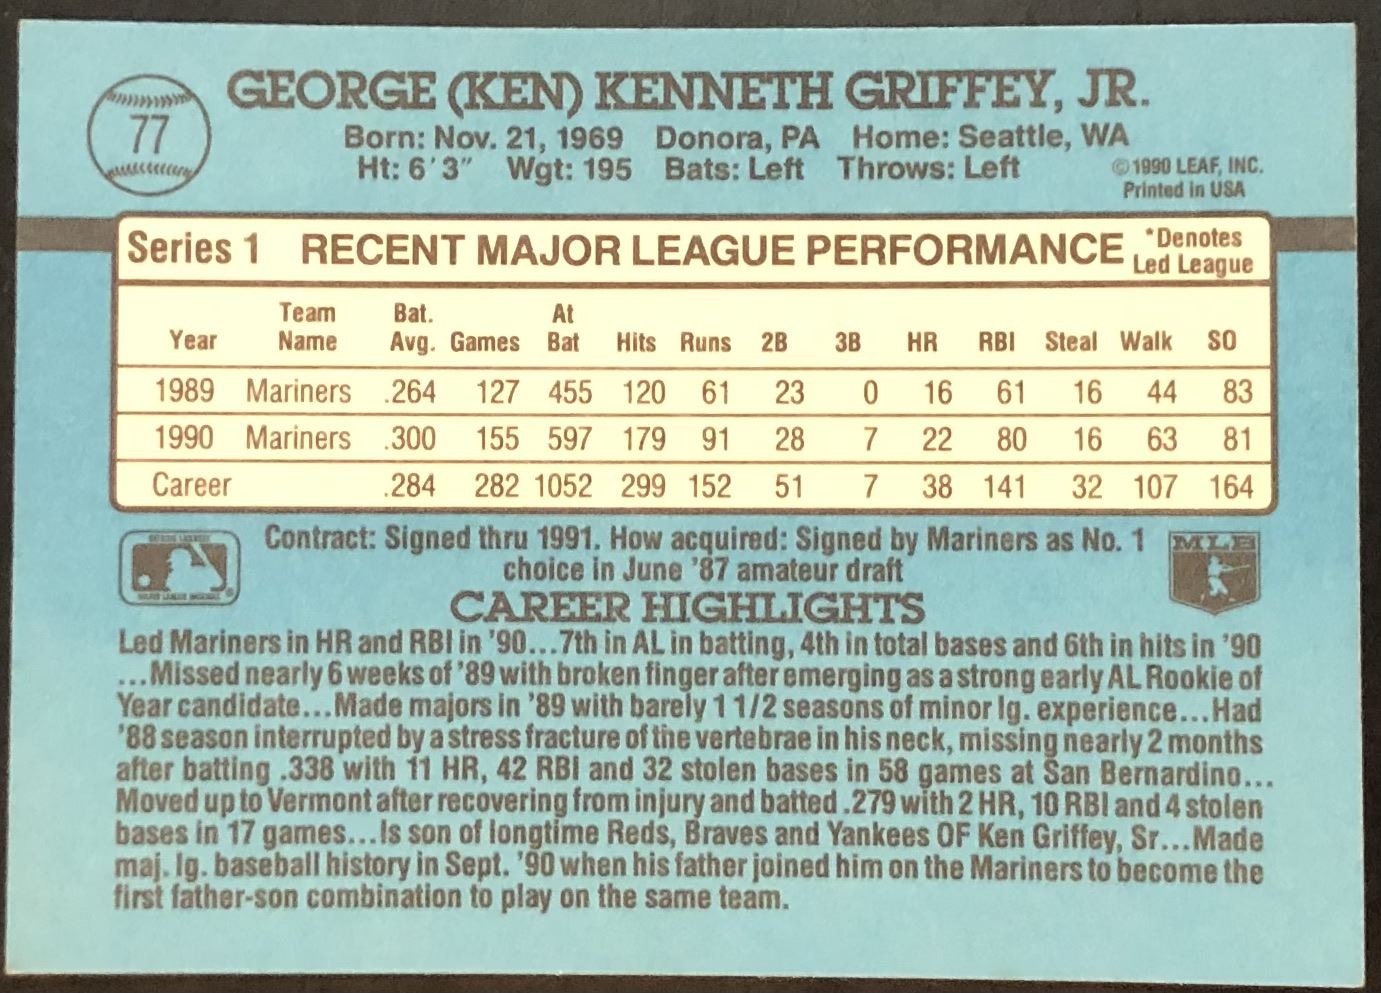 77
GEORGE (KEN) KENNETH GRIFFEY, JR.
Born: Nov. 21, 1969 Donora, PA Home: Seattle, WA
Ht: 6'3" Wgt: 195 Bats: Left Throws: Left
©1990 LEAF, INC.
Printed in USA
Series 1 RECENT MAJOR LEAGUE PERFORMANCE *Denotes Led League
Year Team Name Bat. Avg. Games At Bat Hits Runs 2B 3B HR RBI Steal Walk SO
1989 Mariners .264 127 455 120 61 23 0 16 61 16 44 83
1990 Mariners .300 155 597 179 91 28 7 22 80 16 63 81
Career .284 282 1052 299 152 51 7 38 141 32 107 164
Contract: Signed thru 1991. How acquired: Signed by Mariners as No. 1
choice in June '87 amateur draft
MLB
CAREER HIGHLIGHTS
Led Mariners in HR and RBI in '90...7th in AL in batting, 4th in total bases and 6th in hits in '90
...Missed nearly 6 weeks of '89 with broken finger after emerging as a strong early AL Rookie of
Year candidate...Made majors in '89 with barely 1 1/2 seasons of minor lg. experience...Had
'88 season interrupted by a stress fracture of the vertebrae in his neck, missing nearly 2 months
after batting .338 with 11 HR, 42 RBI and 32 stolen bases in 58 games at San Bernardino...
Moved up to Vermont after recovering from injury and batted .279 with 2 HR, 10 RBI and 4 stolen
bases in 17 games...Is son of longtime Reds, Braves and Yankees OF Ken Griffey, Sr...Made
maj. lg. baseball history in Sept. '90 when his father joined him on the Mariners to become the
first father-son combination to play on the same team.